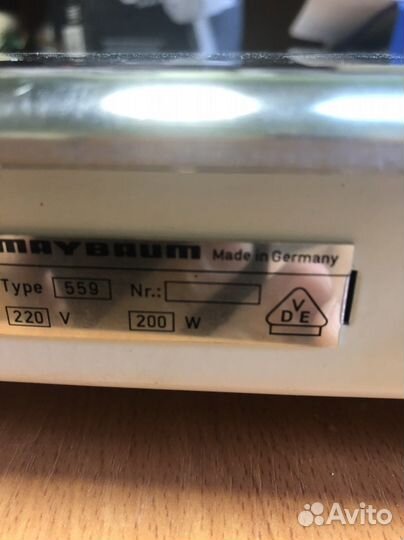 MAYBAUM Made in Germany
Type 559 Nr.:
220 V 200 W
VDE
Avito